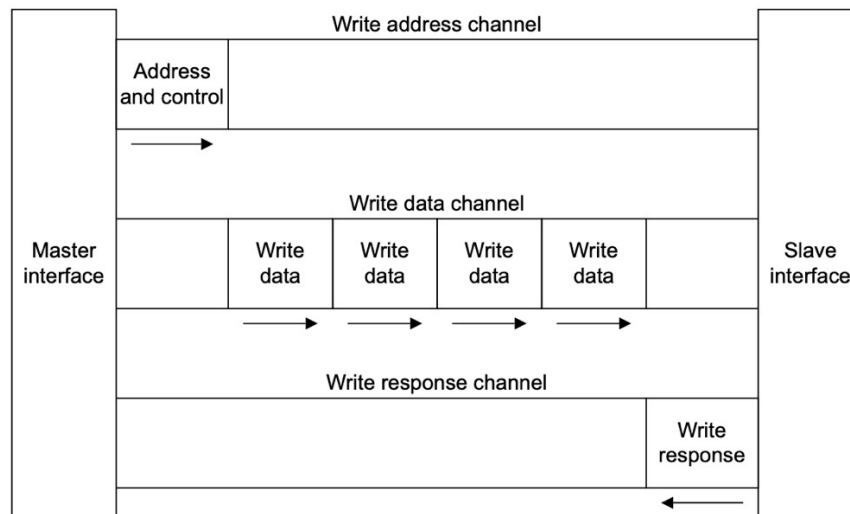 Write address channel
Address
and control
Write data channel
Master
interface
Write
data
Write
data
Write
data
Write
data
Slave
interface
Write response channel
Write
response